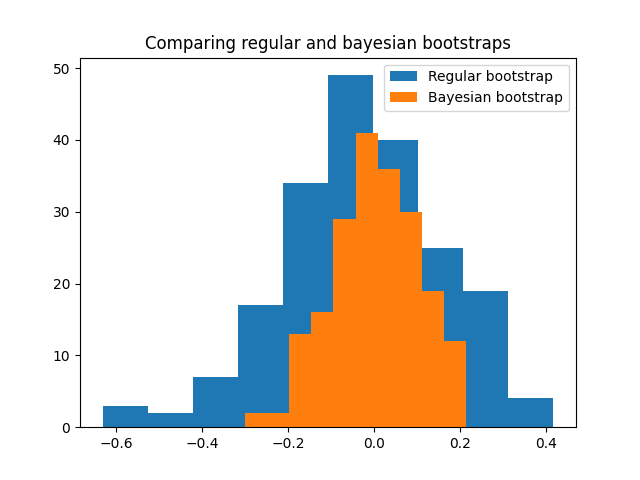 Comparing regular and bayesian bootstraps
Regular bootstrap
Bayesian bootstrap
50
40
30
20
10
0
−0.6 −0.4 −0.2 0.0 0.2 0.4